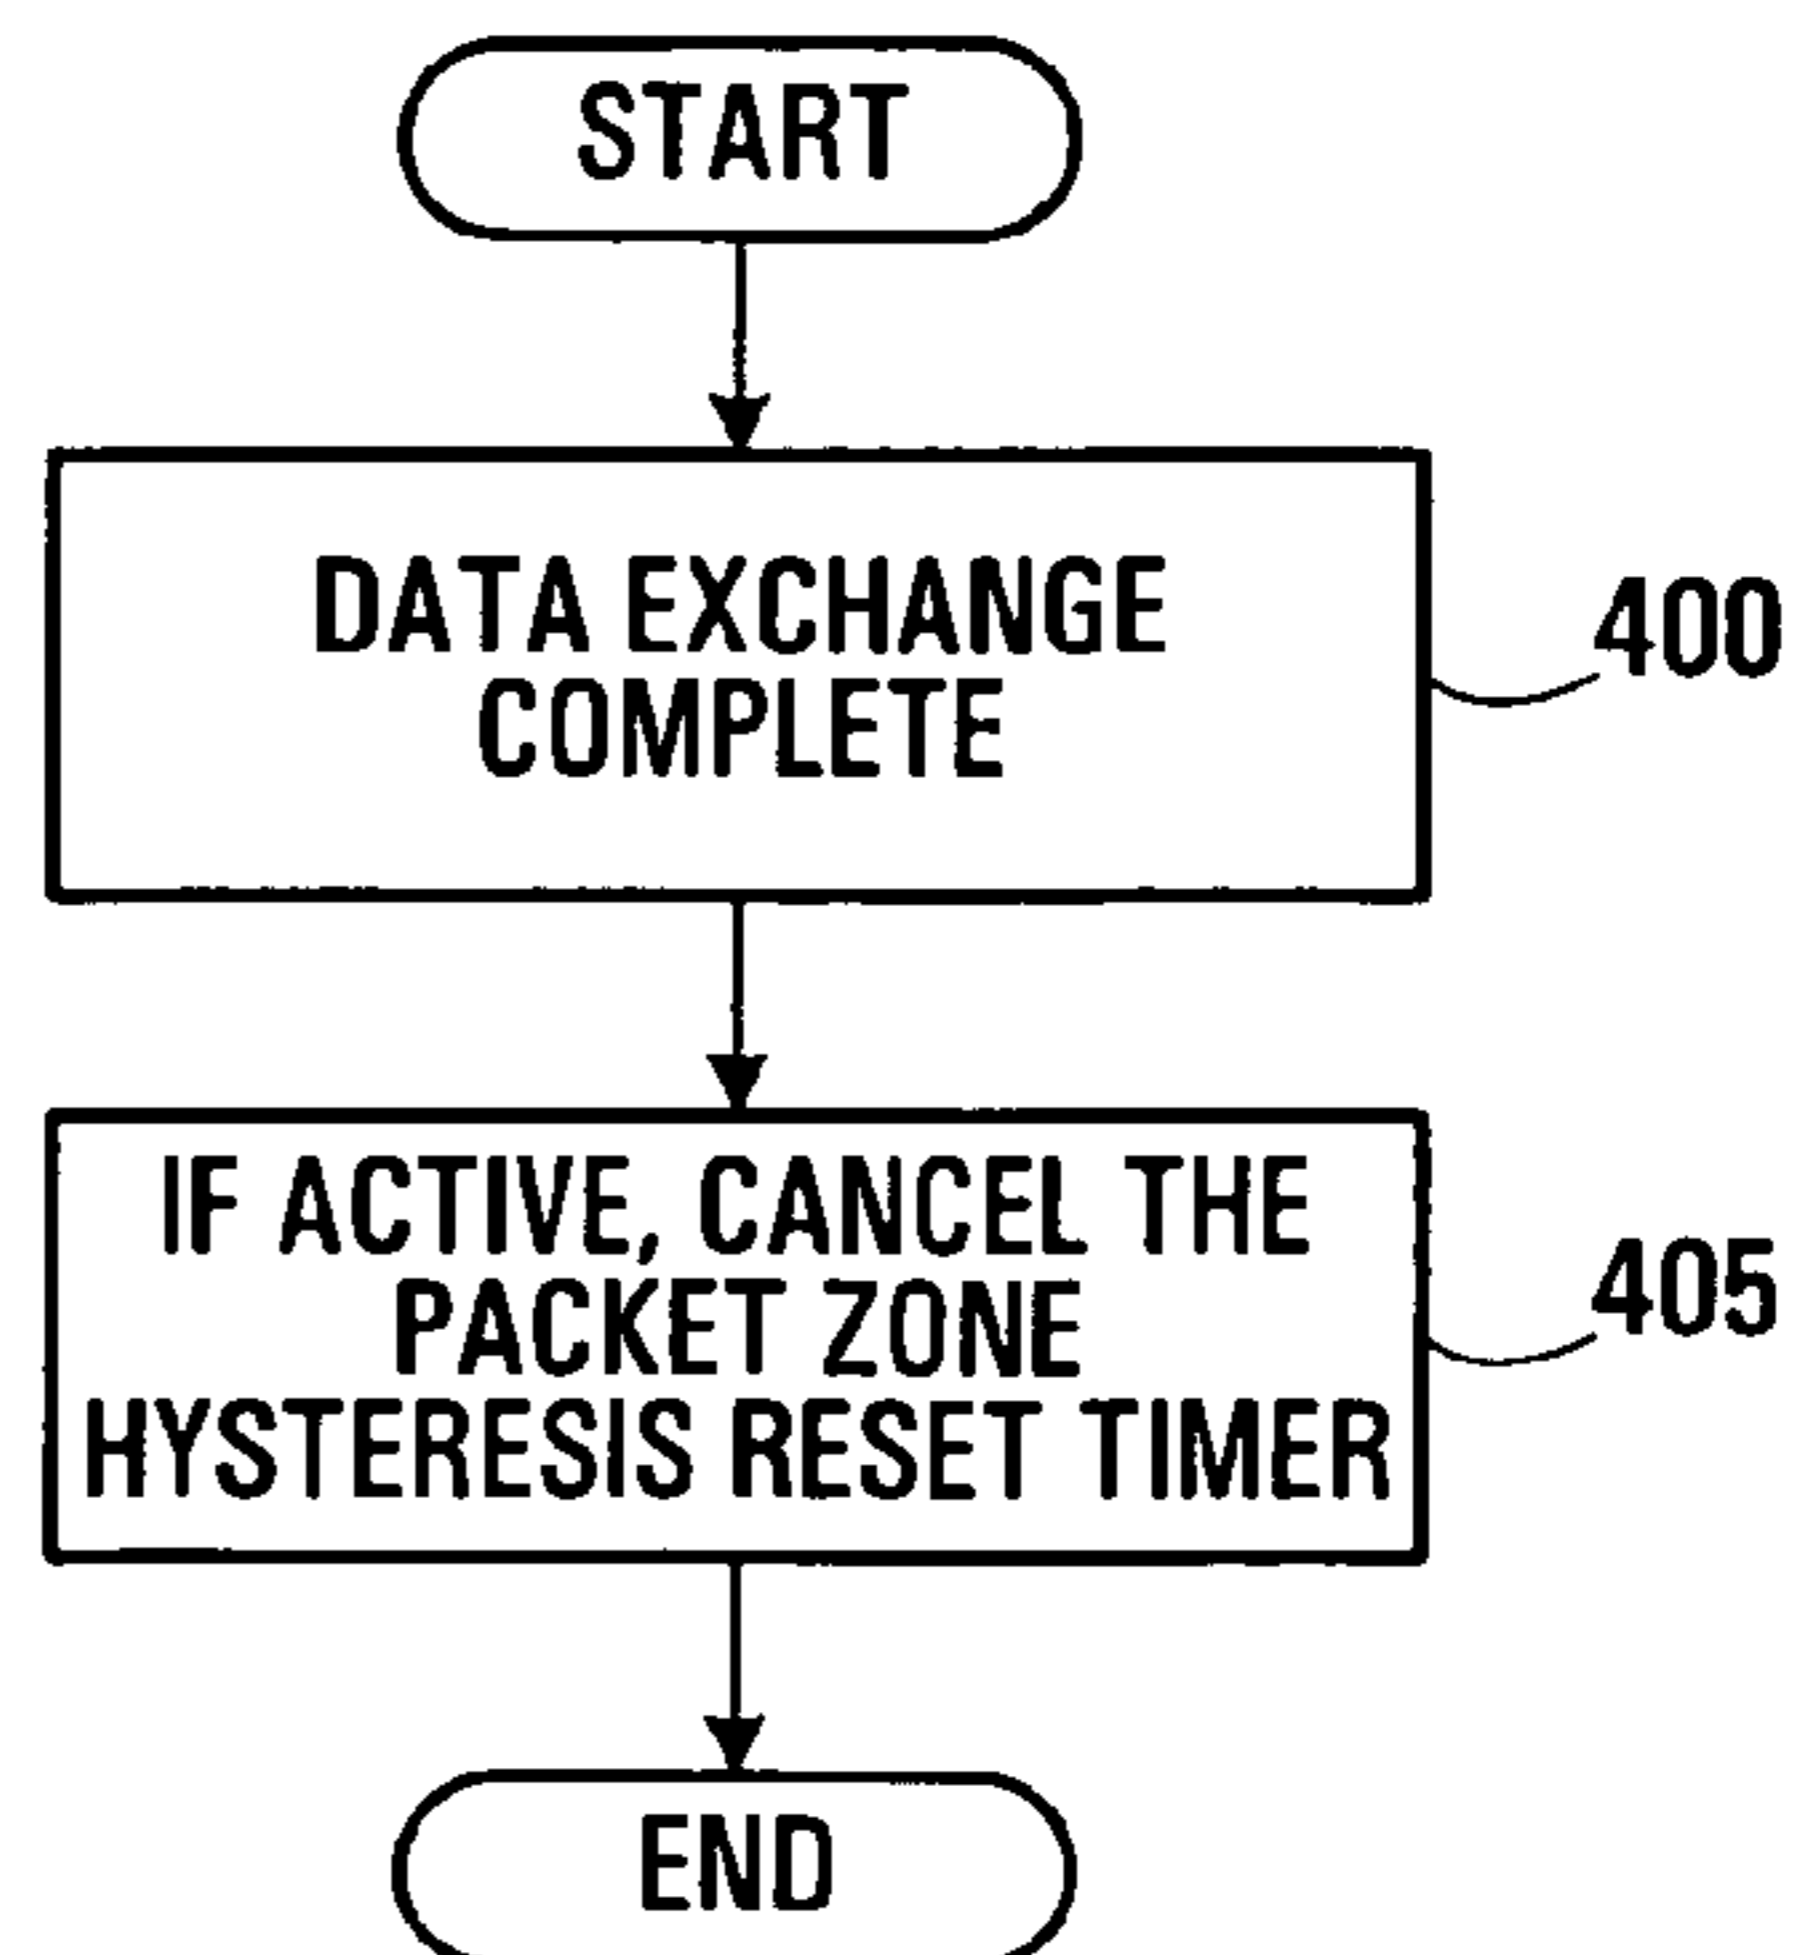 START
DATA EXCHANGE
COMPLETE
400
IF ACTIVE, CANCEL THE
PACKET ZONE
HYSTERESIS RESET TIMER
405
END